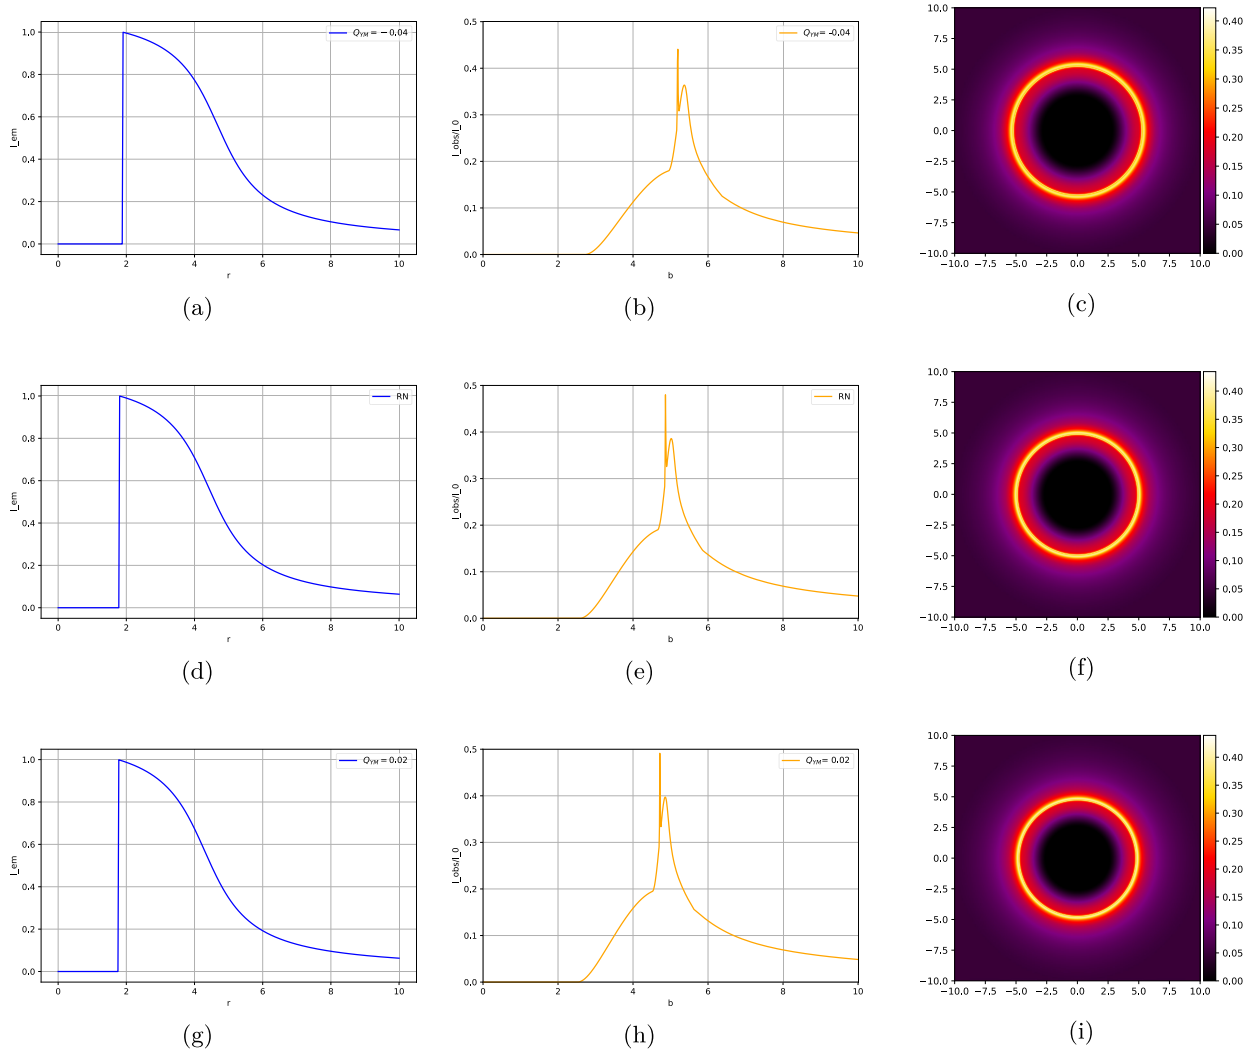 1.0
0.8
0.6
0.4
0.2
0.0
I_em
0 2 4 6 8 10
r
Q_YM = −0.04
(a)
0.5
0.4
0.3
0.2
0.1
0.0
I_obs/I_0
0 2 4 6 8 10
b
Q_YM = -0.04
(b)
10.0
7.5
5.0
2.5
0.0
−2.5
−5.0
−7.5
−10.0
−10.0 −7.5 −5.0 −2.5 0.0 2.5 5.0 7.5 10.0
0.40
0.35
0.30
0.25
0.20
0.15
0.10
0.05
0.00
(c)
1.0
0.8
0.6
0.4
0.2
0.0
I_em
0 2 4 6 8 10
r
RN
(d)
0.5
0.4
0.3
0.2
0.1
0.0
I_obs/I_0
0 2 4 6 8 10
b
RN
(e)
10.0
7.5
5.0
2.5
0.0
−2.5
−5.0
−7.5
−10.0
−10.0 −7.5 −5.0 −2.5 0.0 2.5 5.0 7.5 10.0
0.40
0.35
0.30
0.25
0.20
0.15
0.10
0.05
0.00
(f)
1.0
0.8
0.6
0.4
0.2
0.0
I_em
0 2 4 6 8 10
r
Q_YM = 0.02
(g)
0.5
0.4
0.3
0.2
0.1
0.0
I_obs/I_0
0 2 4 6 8 10
b
Q_YM = 0.02
(h)
10.0
7.5
5.0
2.5
0.0
−2.5
−5.0
−7.5
−10.0
−10.0 −7.5 −5.0 −2.5 0.0 2.5 5.0 7.5 10.0
0.40
0.35
0.30
0.25
0.20
0.15
0.10
0.05
0.00
(i)